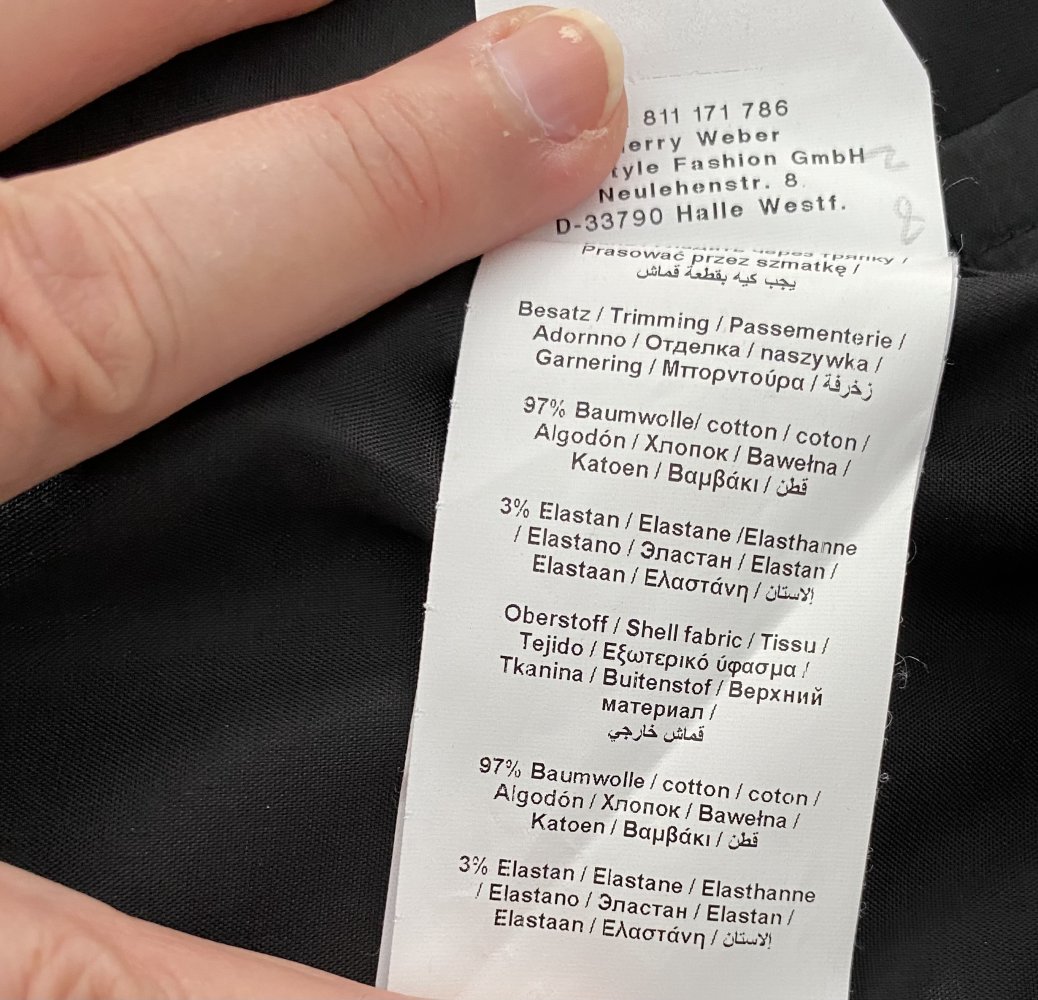 811 171 786
erry Weber
tyle Fashion GmbH
Neulehenstr. 8
D-33790 Halle Westf.
через тряпку /
Prasować przez szmatkę /
يجب كيه بقطعة قماش
Besatz / Trimming / Passementerie /
Adornno / Отделка / naszywka /
Garnering / Μπορντούρα / زخرفة
97% Baumwolle/ cotton / coton /
Algodón / Хлопок / Bawełna /
Katoen / Βαμβάκι / قطن
3% Elastan / Elastane /Elasthanne
/ Elastano / Эластан / Elastan /
Elastaan / Ελαστάνη / إلاستان
Oberstoff / Shell fabric / Tissu /
Tejido / Εξωτερικό ύφασμα /
Tkanina / Buitenstof / Верхний
материал /
قماش خارجي
97% Baumwolle / cotton / coton /
Algodón / Хлопок / Bawełna /
Katoen / Βαμβάκι / قطن
3% Elastan / Elastane / Elasthanne
/ Elastano / Эластан / Elastan /
Elastaan / Ελαστάνη / إلاستان